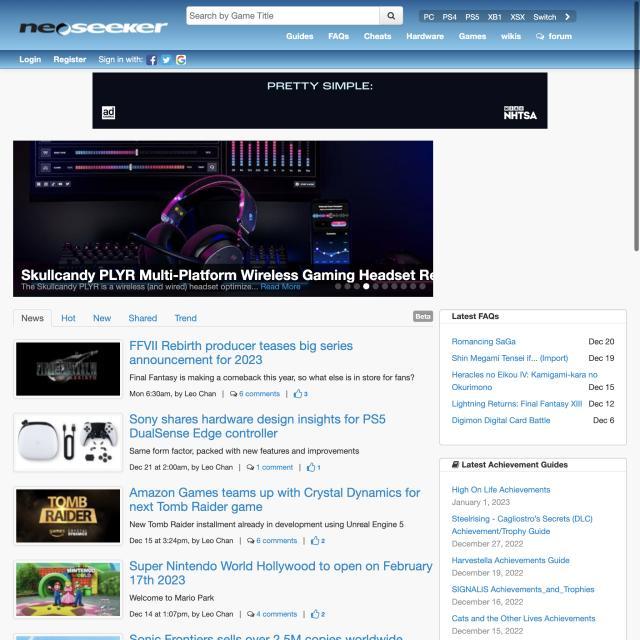 neoseeker
Search by Game Title
PC PS4 PS5 XB1 XSX Switch
Guides FAQs Cheats Hardware Games wikis forum
Login Register Sign in with:
PRETTY SIMPLE:
ad
NHTSA
Skullcandy PLYR Multi-Platform Wireless Gaming Headset Re
The Skullcandy PLYR is a wireless (and wired) headset optimize... Read More
News Hot New Shared Trend Beta
FFVII Rebirth producer teases big series
announcement for 2023
Final Fantasy is making a comeback this year, so what else is in store for fans?
Mon 6:30am, by Leo Chan | 6 comments | 3
Sony shares hardware design insights for PS5
DualSense Edge controller
Same form factor, packed with new features and improvements
Dec 21 at 2:00am, by Leo Chan | 1 comment | 1
TOMB
RAIDER
CRYSTAL
DYNAMICS
Amazon Games teams up with Crystal Dynamics for
next Tomb Raider game
New Tomb Raider installment already in development using Unreal Engine 5
Dec 15 at 3:24pm, by Leo Chan | 6 comments | 2
Super Nintendo World Hollywood to open on February
17th 2023
Welcome to Mario Park
Dec 14 at 1:07pm, by Leo Chan | 4 comments | 2
Sonic Frontiers sells over 2.5M copies worldwide
Latest FAQs
Romancing SaGa Dec 20
Shin Megami Tensei if... (Import) Dec 19
Heracles no Eikou IV: Kamigami-kara no
Okurimono Dec 15
Lightning Returns: Final Fantasy XIII Dec 12
Digimon Digital Card Battle Dec 6
Latest Achievement Guides
High On Life Achievements
January 1, 2023
Steelrising - Cagliostro's Secrets (DLC)
Achievement/Trophy Guide
December 27, 2022
Harvestella Achievements Guide
December 19, 2022
SIGNALIS Achievements_and_Trophies
December 16, 2022
Cats and the Other Lives Achievements
December 15, 2022